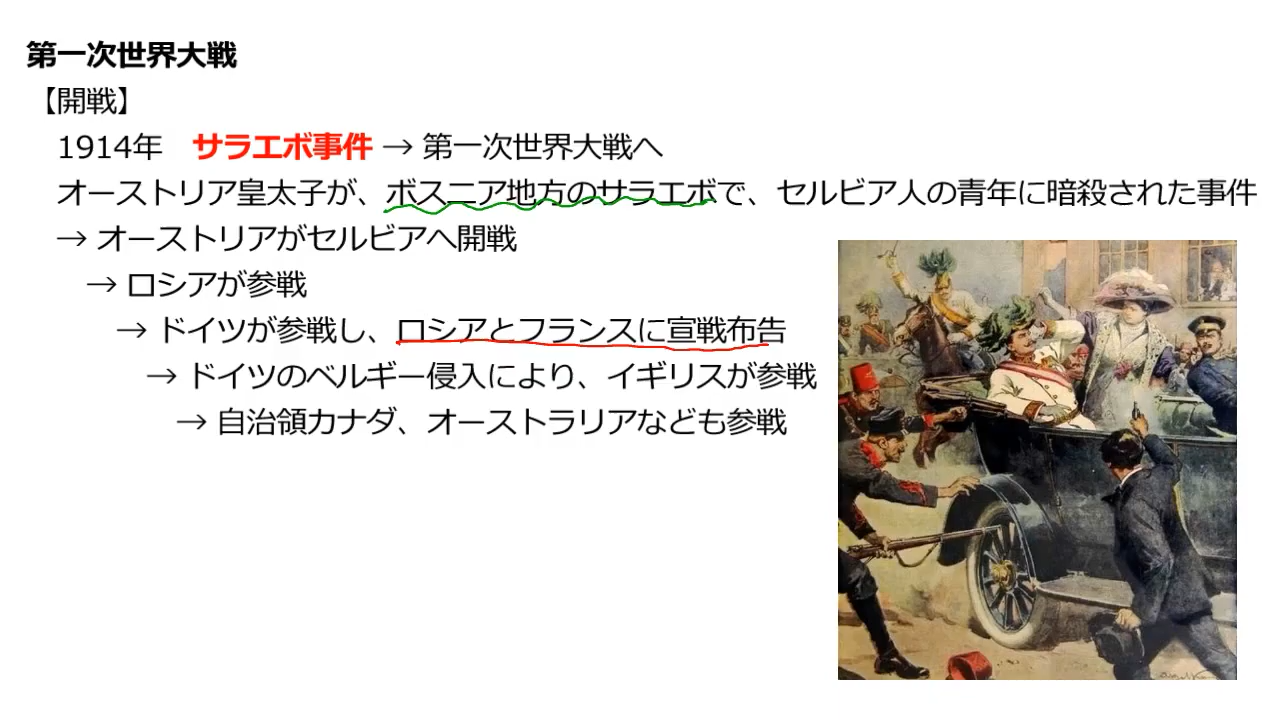 第一次世界大戦
【開戦】
1914年　サラエボ事件 → 第一次世界大戦へ
オーストリア皇太子が、ボスニア地方のサラエボで、セルビア人の青年に暗殺された事件
→ オーストリアがセルビアへ開戦
→ ロシアが参戦
→ ドイツが参戦し、ロシアとフランスに宣戦布告
→ ドイツのベルギー侵入により、イギリスが参戦
→ 自治領カナダ、オーストラリアなども参戦